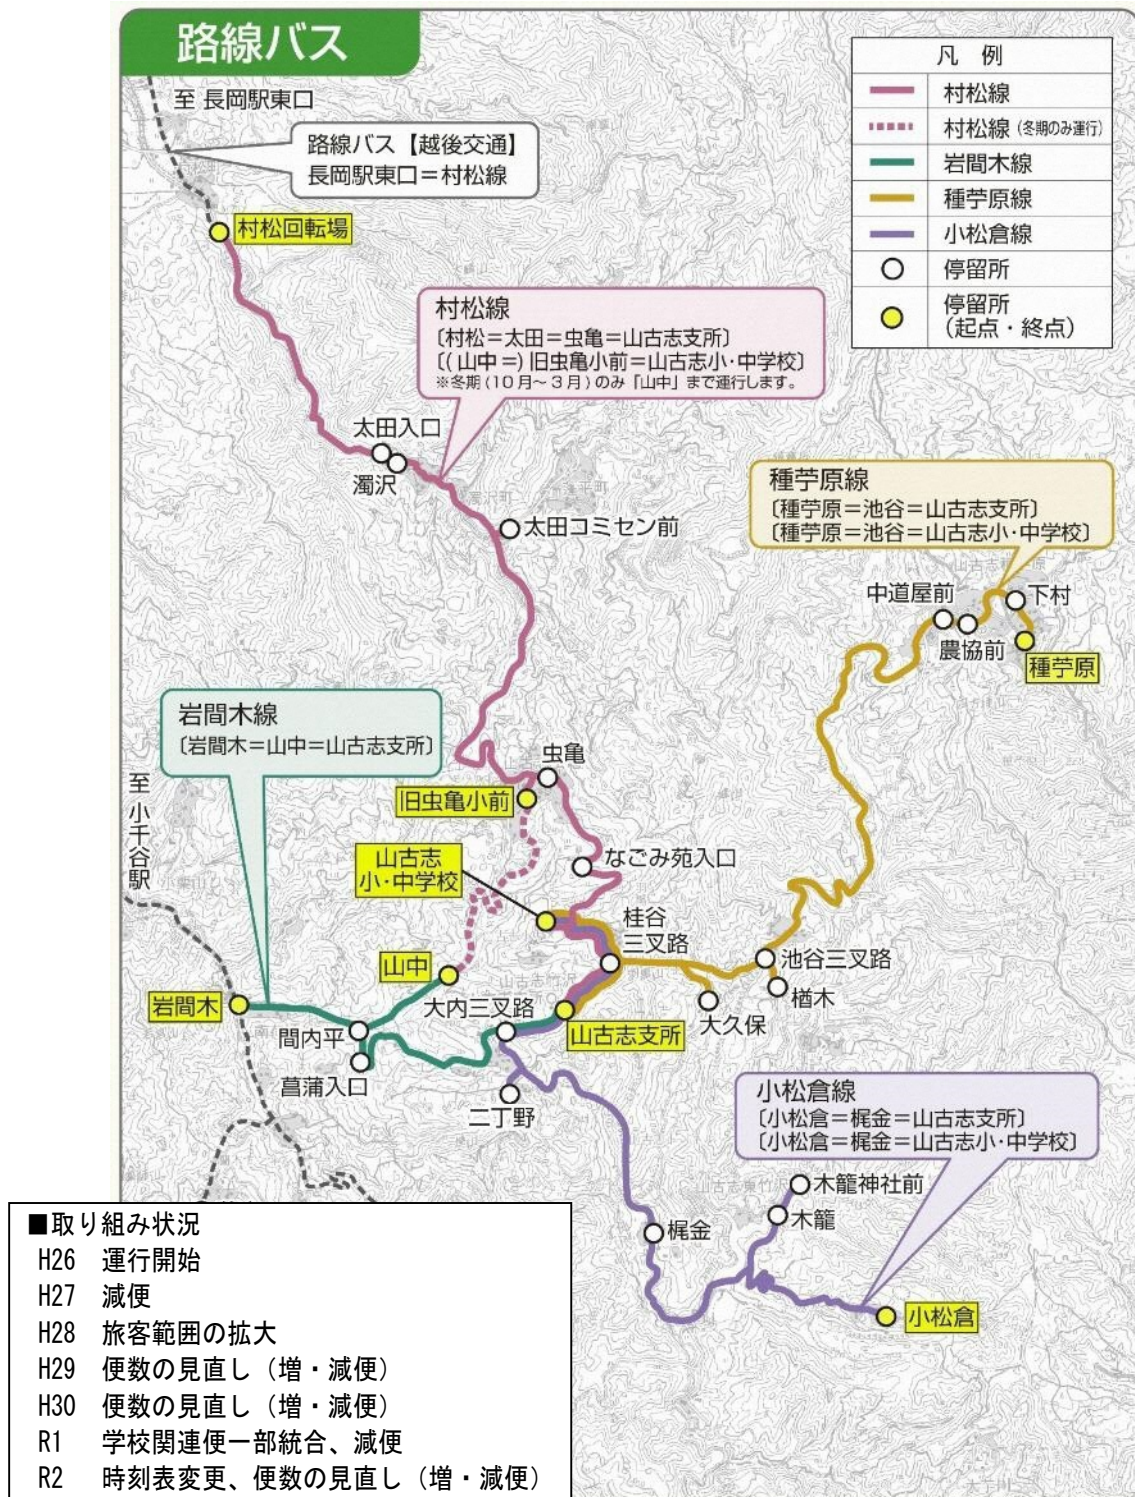 路線バス
至 長岡駅東口
路線バス【越後交通】
長岡駅東口＝村松線
凡 例
村松線
村松線（冬期のみ運行）
岩間木線
種苧原線
小松倉線
停留所
停留所
（起点・終点）
村松回転場
村松線
〔村松＝太田＝虫亀＝山古志支所〕
〔(山中＝)旧虫亀小前＝山古志小・中学校〕
※冬期(10月～3月)のみ「山中」まで運行します。
太田入口
濁沢
太田コミセン前
種苧原線
〔種苧原＝池谷＝山古志支所〕
〔種苧原＝池谷＝山古志小・中学校〕
中道屋前
下村
農協前
種苧原
岩間木線
〔岩間木＝山中＝山古志支所〕
至 小千谷駅
虫亀
旧虫亀小前
なごみ苑入口
山古志
小・中学校
桂谷
三叉路
池谷三叉路
楢木
大久保
山中
岩間木
大内三叉路
山古志支所
間内平
菖蒲入口
二丁野
小松倉線
〔小松倉＝梶金＝山古志支所〕
〔小松倉＝梶金＝山古志小・中学校〕
木籠神社前
木籠
梶金
小松倉
■取り組み状況
H26 運行開始
H27 減便
H28 旅客範囲の拡大
H29 便数の見直し（増・減便）
H30 便数の見直し（増・減便）
R1 学校関連便一部統合、減便
R2 時刻表変更、便数の見直し（増・減便）